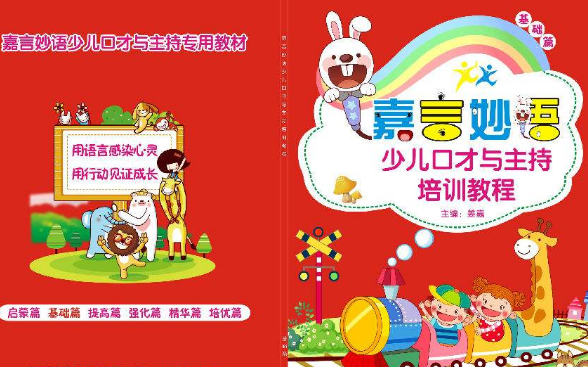 嘉言妙语少儿口才与主持专用教材
用语言感染心灵
用行动见证成长
启蒙篇 基础篇 提高篇 强化篇 精华篇 培优篇
基础篇
嘉言妙语
少儿口才与主持
培训教程
主编：姜嘉